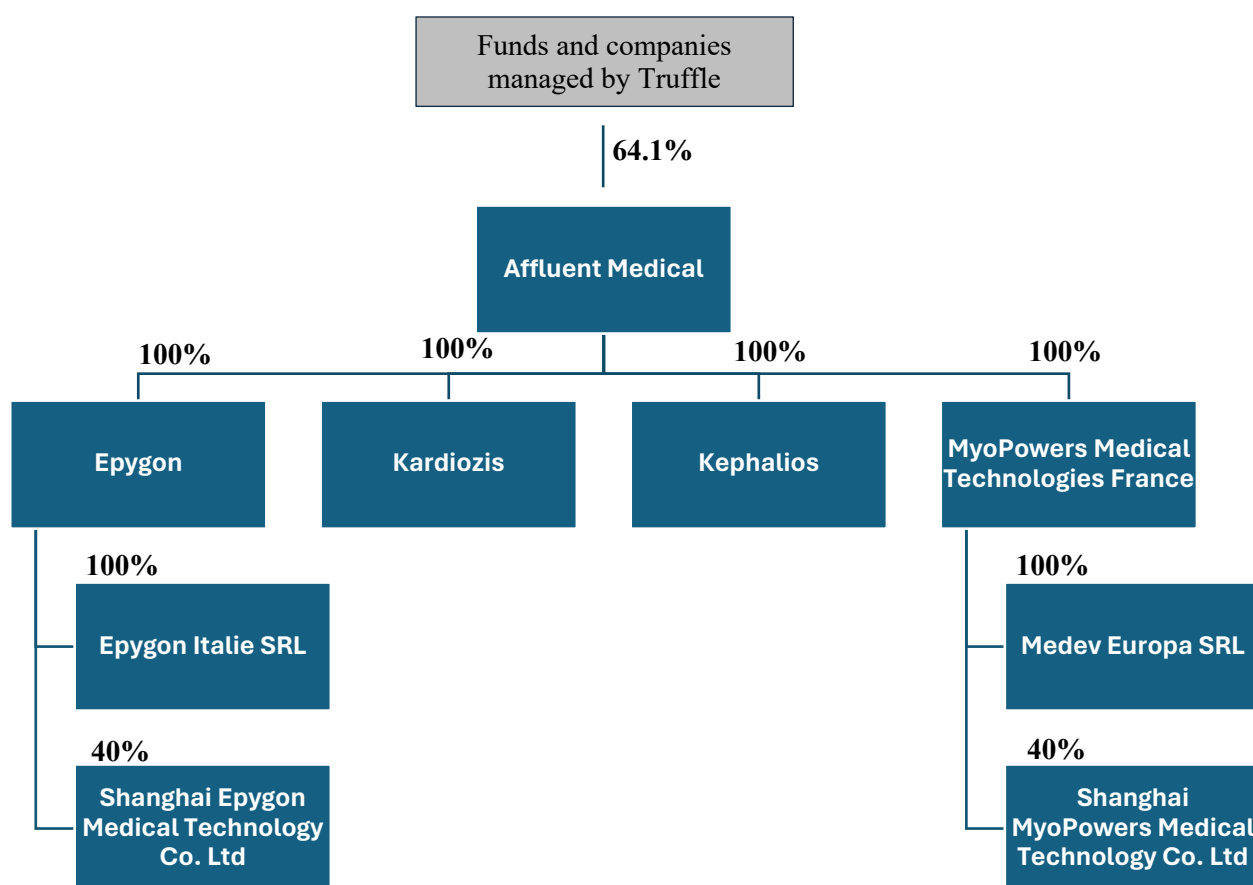 Funds and companies
managed by Truffle
64.1%
Affluent Medical
100%
100%
100%
100%
Epygon
Kardiozis
Kephalios
MyoPowers Medical
Technologies France
100%
100%
Epygon Italie SRL
Medev Europa SRL
40%
40%
Shanghai Epygon
Medical Technology
Co. Ltd
Shanghai
MyoPowers Medical
Technology Co. Ltd